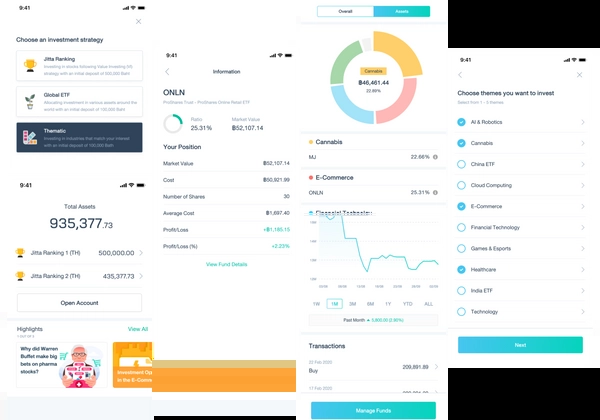 9:41
Choose an investment strategy
Jitta Ranking
Investing in stocks following Value Investing (VI)
strategy with an initial deposit of 500,000 Baht
Global ETF
Allocating investment in various assets around the
world with an initial deposit of 100,000 Baht
Thematic
Investing in industries that match your interest
with an initial deposit of 100,000 Baht
9:41
Total Assets
935,377.73
Jitta Ranking 1 (TH) 500,000.00
Jitta Ranking 2 (TH) 435,377.73
Open Account
Highlights
View All
Why did Warren
Buffet make big
bets on pharma
stocks?
Investment Op
in the E-Com
9:41
Information
ONLN
ProShares Trust - ProShares Online Retail ETF
Ratio
25.31%
Market Value
฿52,107.14
Your Position
Market Value ฿52,107.14
Cost ฿50,921.99
Number of Shares 30
Average Cost ฿1,697.40
Profit/Loss +฿1,185.15
Profit/Loss (%) +2.23%
View Fund Details
Overall
Assets
Cannabis
฿46,461.44
22.89%
Cannabis
MJ 22.66%
E-Commerce
ONLN 25.31%
Financial Technology
1W 1M 3M 6M 1Y YTD ALL
Past Month
Transactions
Buy 209,891.89
Manage Funds
9:41
Choose themes you want to invest
Select from 1 - 5 themes.
AI & Robotics
Cannabis
China ETF
Cloud Computing
E-Commerce
Financial Technology
Games & Esports
Healthcare
India ETF
Technology
Next